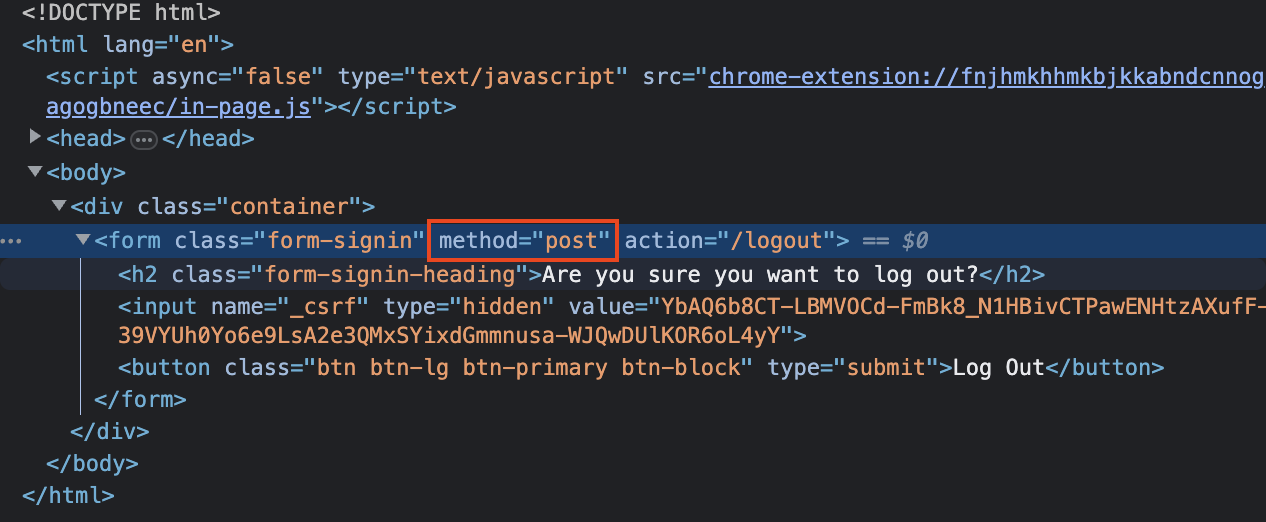 <!DOCTYPE html>
<html lang="en">
<script async="false" type="text/javascript" src="chrome-extension://fnjhmkhhmkbjkkabndcnnog
agogbneec/in-page.js"></script>
<head> ••• </head>
<body>
<div class="container">
••• <form class="form-signin" method="post" action="/logout"> == $0
<h2 class="form-signin-heading">Are you sure you want to log out?</h2>
<input name="_csrf" type="hidden" value="YbAQ6b8CT-LBMVOCd-FmBk8_N1HBivCTPawENHtzAXufF-
39VYUh0Yo6e9LsA2e3QMxSYixdGmmnusa-WJQwDUlKOR6oL4yY">
<button class="btn btn-lg btn-primary btn-block" type="submit">Log Out</button>
</form>
</div>
</body>
</html>